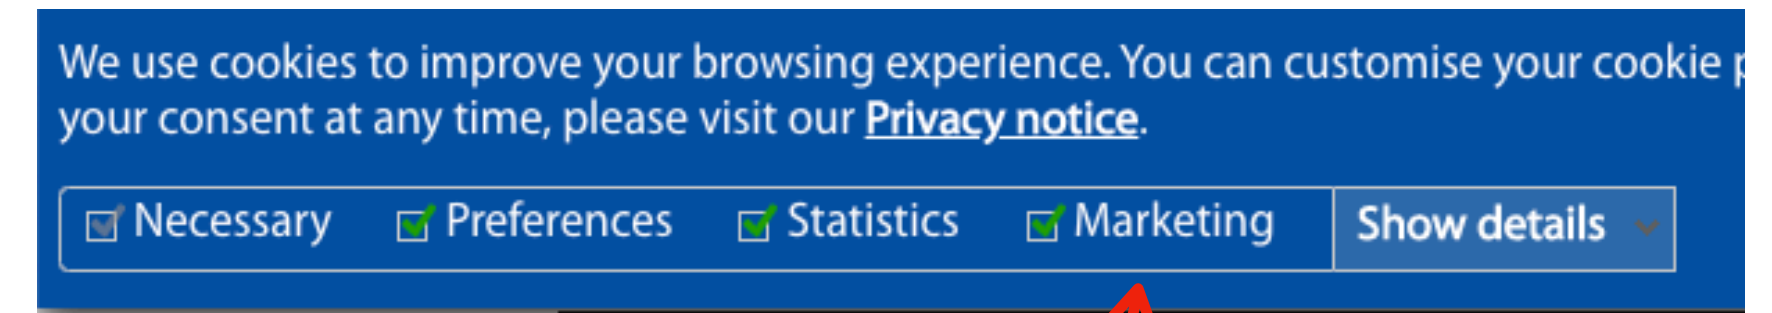 We use cookies to improve your browsing experience. You can customise your cookie
your consent at any time, please visit our Privacy notice.
Necessary Preferences Statistics Marketing Show details